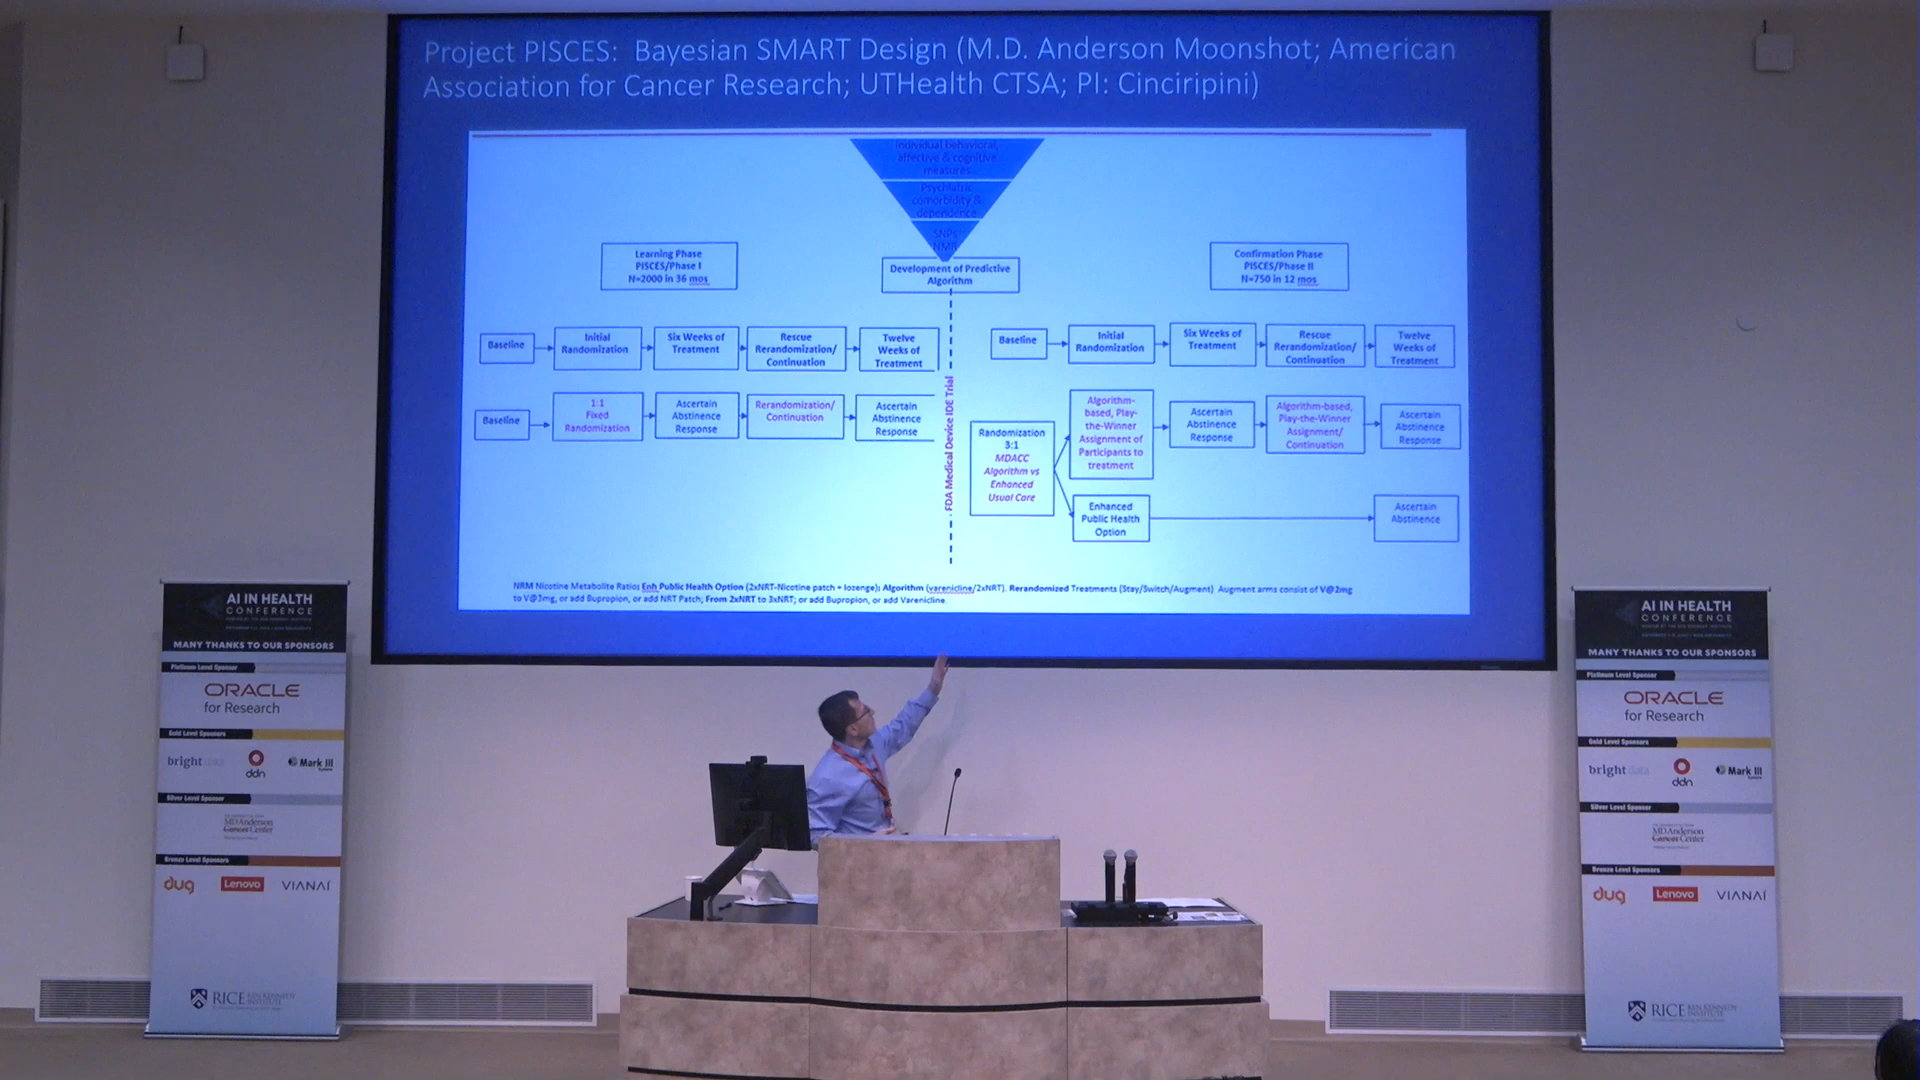 Project PISCES: Bayesian SMART Design (M.D. Anderson Moonshot; American
Association for Cancer Research; UTHealth CTSA; PI: Cinciripini)
Individual behavioral,
affective & cognitive
measures
Psychiatric
comorbidity &
dependence
SNPs
NMR
Learning Phase
PISCES/Phase I
N=2000 in 36 mos
Development of Predictive
Algorithm
Confirmation Phase
PISCES/Phase II
N=750 in 12 mos
Baseline
Initial
Randomization
Six Weeks of
Treatment
Rescue
Rerandomization/
Continuation
Twelve
Weeks of
Treatment
Baseline
1:1
Fixed
Randomization
Ascertain
Abstinence
Response
Rerandomization/
Continuation
Ascertain
Abstinence
Response
FDA Medical Device IDE Trial
Baseline
Initial
Randomization
Six Weeks of
Treatment
Rescue
Rerandomization/
Continuation
Twelve
Weeks of
Treatment
Randomization
3:1
MDACC
Algorithm vs
Enhanced
Usual Care
Algorithm-
based, Play-
the-Winner
Assignment of
Participants to
treatment
Ascertain
Abstinence
Response
Algorithm-based,
Play-the-Winner
Assignment/
Continuation
Ascertain
Abstinence
Response
Enhanced
Public Health
Option
Ascertain
Abstinence
NRM Nicotine Metabolite Ratio; Enh Public Health Option (2xNRT-Nicotine patch + lozenge); Algorithm (varenicline/2xNRT). Rerandomized Treatments (Stay/Switch/Augment) Augment arms consist of V@2mg
to V@3mg, or add Bupropion, or add NRT Patch; From 2xNRT to 3xNRT; or add Bupropion, or add Varenicline.
AI IN HEALTH
CONFERENCE
MANY THANKS TO OUR SPONSORS
Platinum Level Sponsor
ORACLE
for Research
Gold Level Sponsors
bright data
ddn
Mark III
Silver Level Sponsor
MD Anderson
Cancer Center
Bronze Level Sponsors
dug
Lenovo
VIANAI
RICE KEN KENNEDY
INSTITUTE
AI IN HEALTH
CONFERENCE
MANY THANKS TO OUR SPONSORS
Platinum Level Sponsor
ORACLE
for Research
Gold Level Sponsors
bright data
ddn
Mark III
Silver Level Sponsor
MD Anderson
Cancer Center
Bronze Level Sponsors
dug
Lenovo
VIANAI
RICE KEN KENNEDY
INSTITUTE